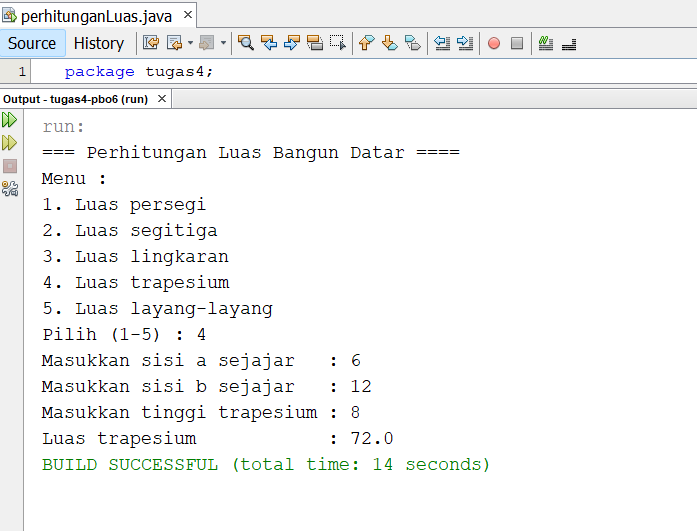 perhitunganLuas.java ×
Source History
1 package tugas4;
Output - tugas4-pbo6 (run) ×
run:
=== Perhitungan Luas Bangun Datar ====
Menu :
1. Luas persegi
2. Luas segitiga
3. Luas lingkaran
4. Luas trapesium
5. Luas layang-layang
Pilih (1-5) : 4
Masukkan sisi a sejajar   : 6
Masukkan sisi b sejajar   : 12
Masukkan tinggi trapesium : 8
Luas trapesium            : 72.0
BUILD SUCCESSFUL (total time: 14 seconds)